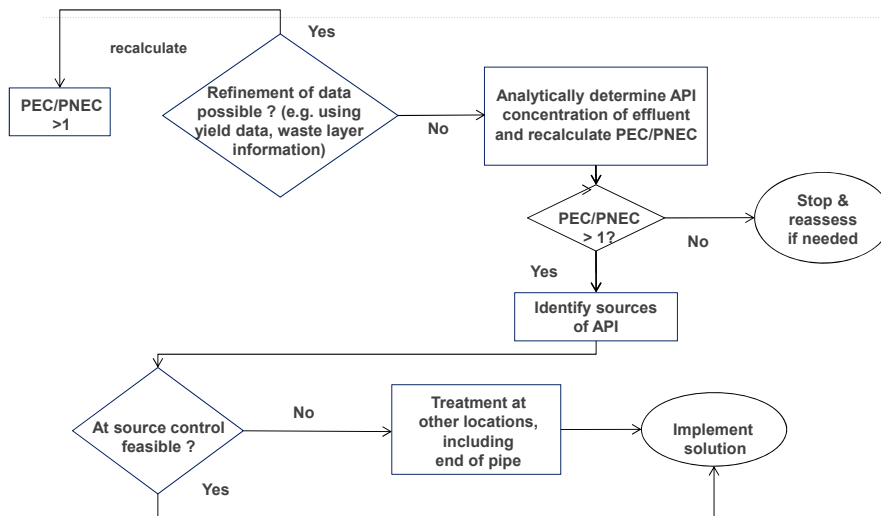 Yes
recalculate
PEC/PNEC
>1
Refinement of data
possible ? (e.g. using
yield data, waste layer
information)
No
Analytically determine API
concentration of effluent
and recalculate PEC/PNEC
PEC/PNEC
> 1?
No
Stop &
reassess
if needed
Yes
Identify sources
of API
At source control
feasible ?
No
Treatment at
other locations,
including
end of pipe
Implement
solution
Yes